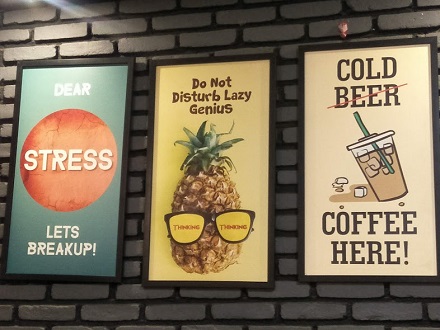 DEAR
STRESS
LETS
BREAKUP!
Do Not
Disturb Lazy
Genius
THINKING THINKING
COLD
BEER
COFFEE
HERE!